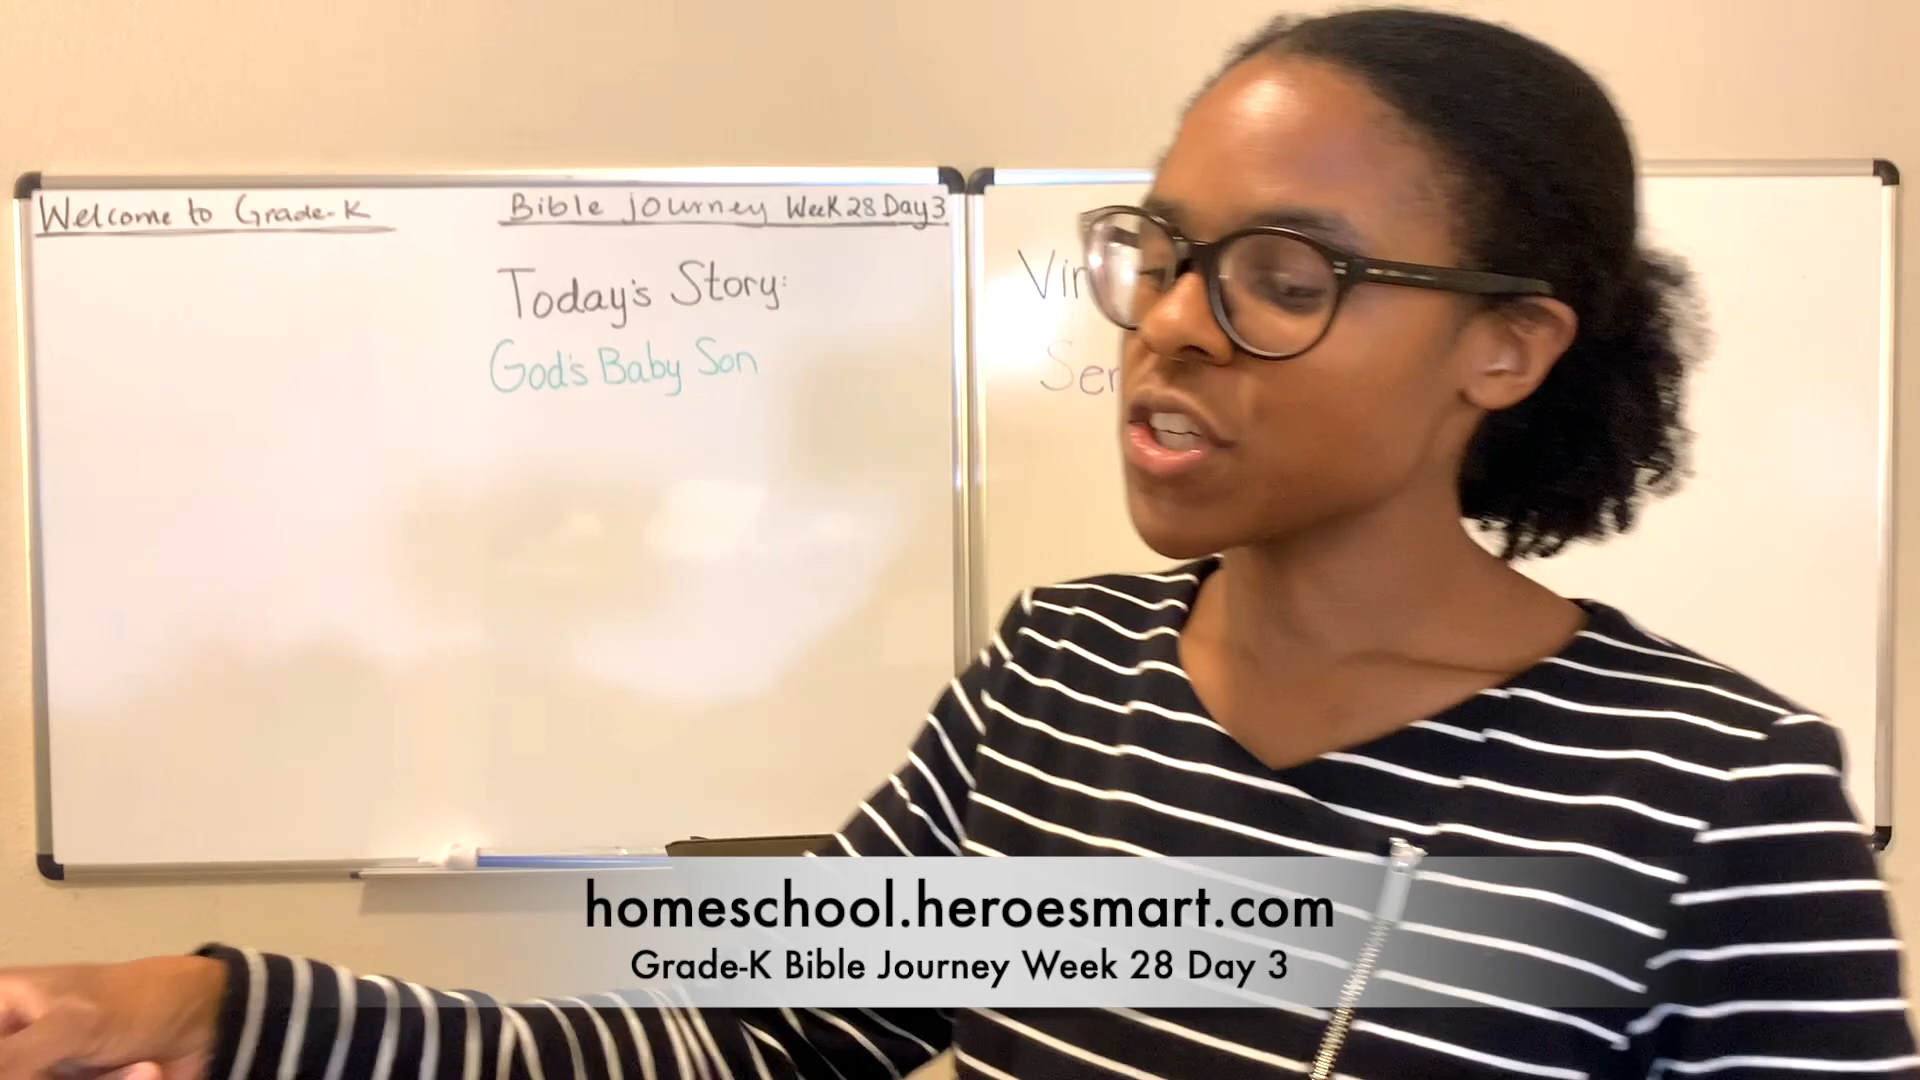 Welcome to Grade-K
Bible journey Week 28 Day 3
Today's Story:
God's Baby Son
homeschool.heroesmart.com
Grade-K Bible Journey Week 28 Day 3